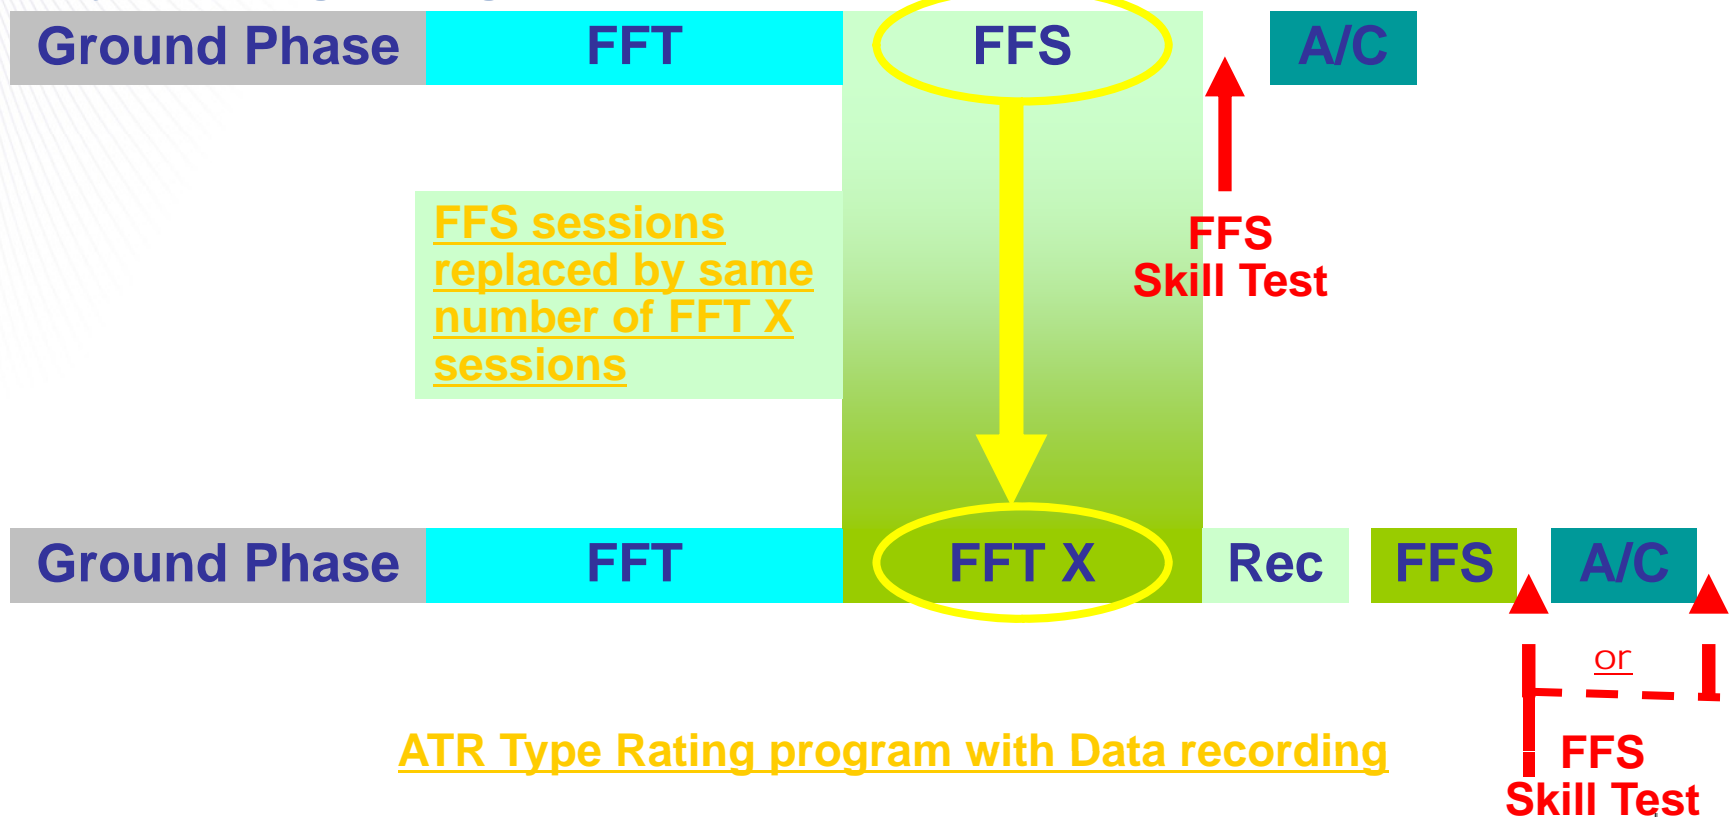 Ground Phase FFT FFS A/C
FFS sessions
replaced by same
number of FFT X
sessions
FFS
Skill Test
Ground Phase FFT FFT X Rec FFS A/C
or
ATR Type Rating program with Data recording
FFS
Skill Test